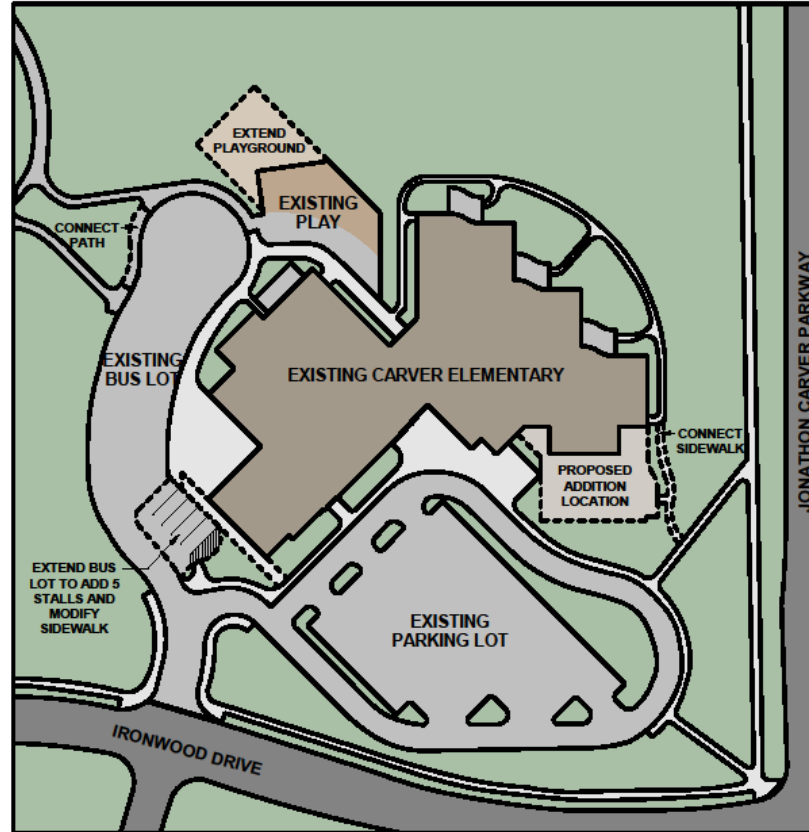 EXTEND
PLAYGROUND
EXISTING
PLAY
CONNECT
PATH
EXISTING
BUS LOT
EXISTING CARVER ELEMENTARY
JONATHON CARVER PARKWAY
CONNECT
SIDEWALK
PROPOSED
ADDITION
LOCATION
EXTEND BUS
LOT TO ADD 5
STALLS AND
MODIFY
SIDEWALK
EXISTING
PARKING LOT
IRONWOOD DRIVE